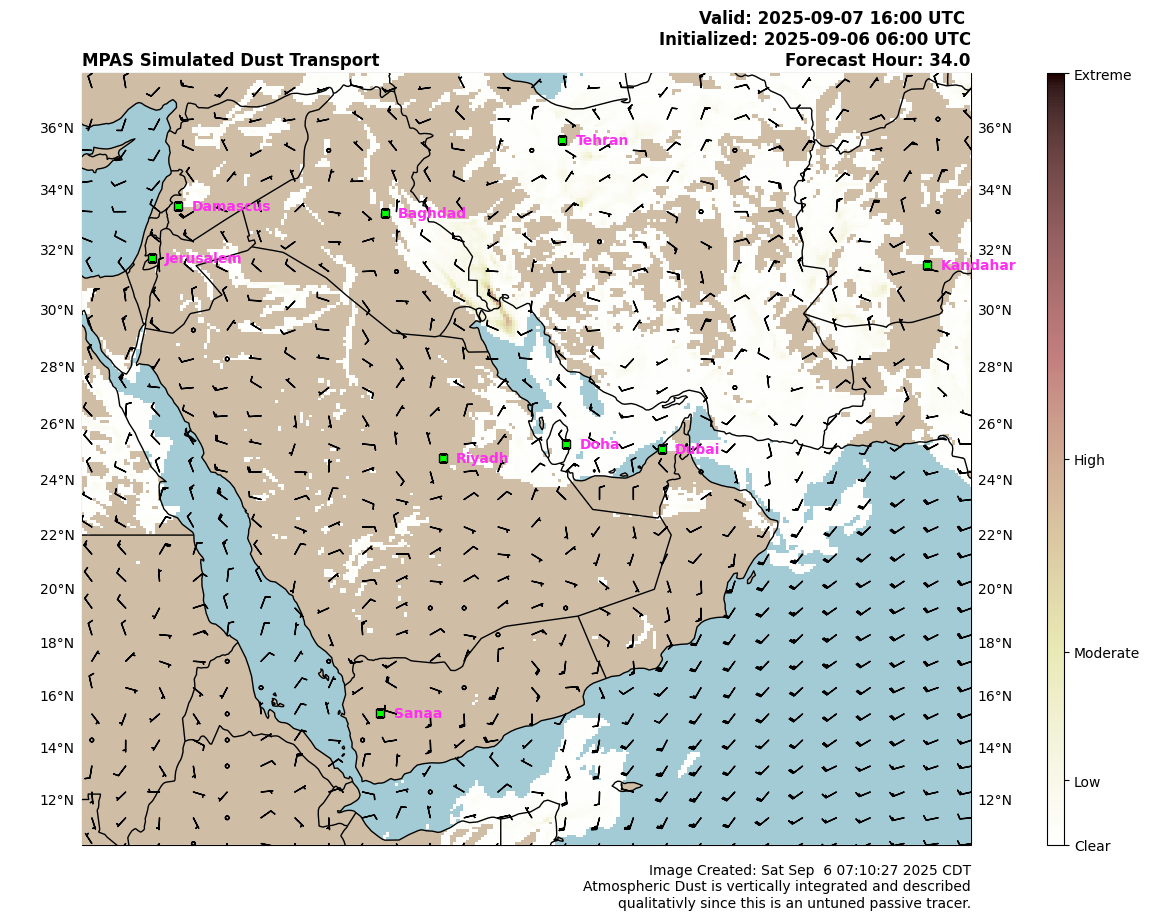 Valid: 2025-09-07 16:00 UTC
Initialized: 2025-09-06 06:00 UTC
MPAS Simulated Dust Transport
Forecast Hour: 34.0
Extreme
36°N
36°N
Tehran
34°N
34°N
Damascus
Baghdad
32°N
32°N
Jerusalem
Kandahar
30°N
30°N
28°N
28°N
26°N
26°N
Doha
Dubai
Riyadh
High
24°N
24°N
22°N
22°N
20°N
20°N
18°N
18°N
Moderate
16°N
16°N
Sanaa
14°N
14°N
Low
12°N
12°N
Clear
Image Created: Sat Sep  6 07:10:27 2025 CDT
Atmospheric Dust is vertically integrated and described
qualitativly since this is an untuned passive tracer.